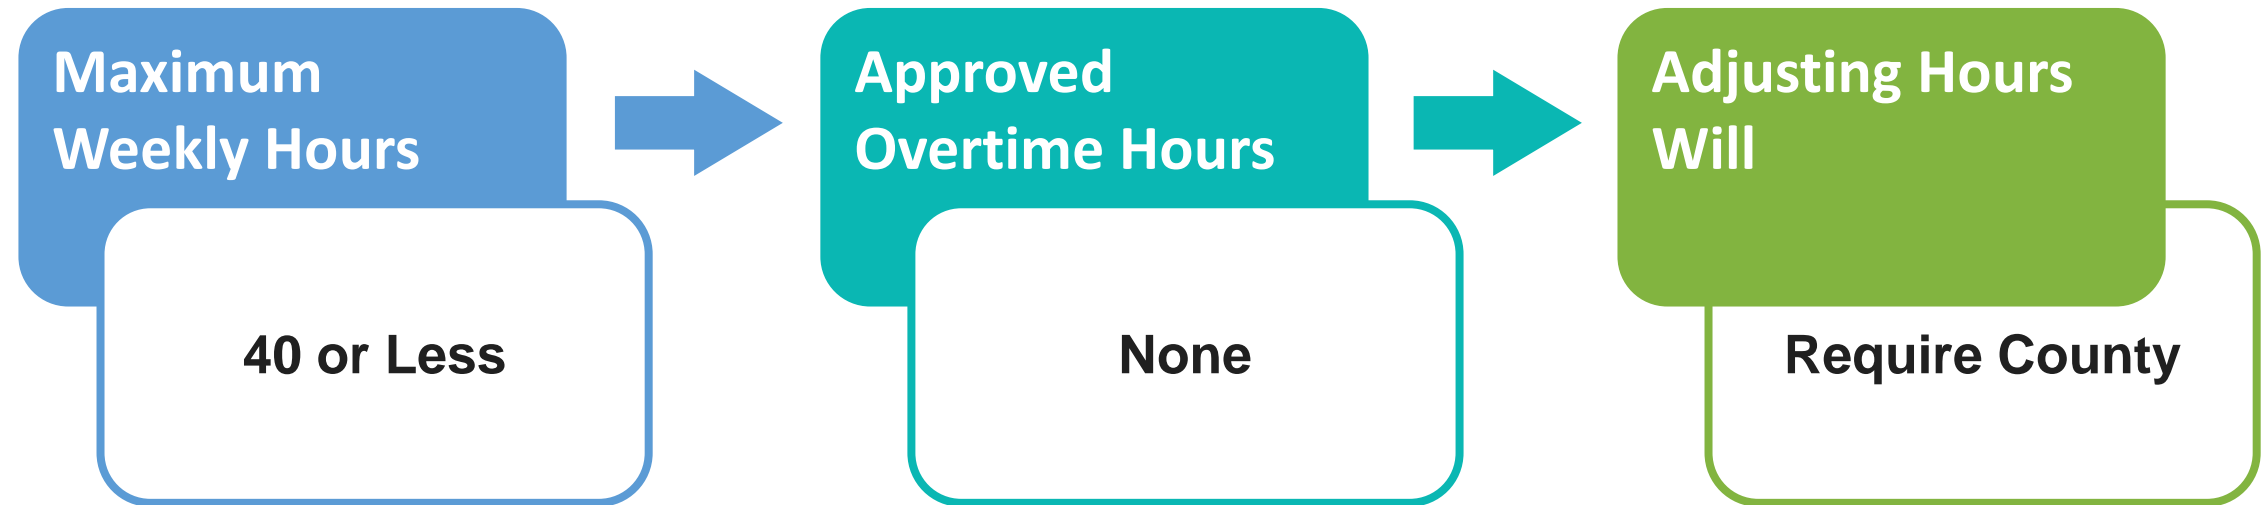 Maximum
Weekly Hours
40 or Less
Approved
Overtime Hours
None
Adjusting Hours
Will
Require County